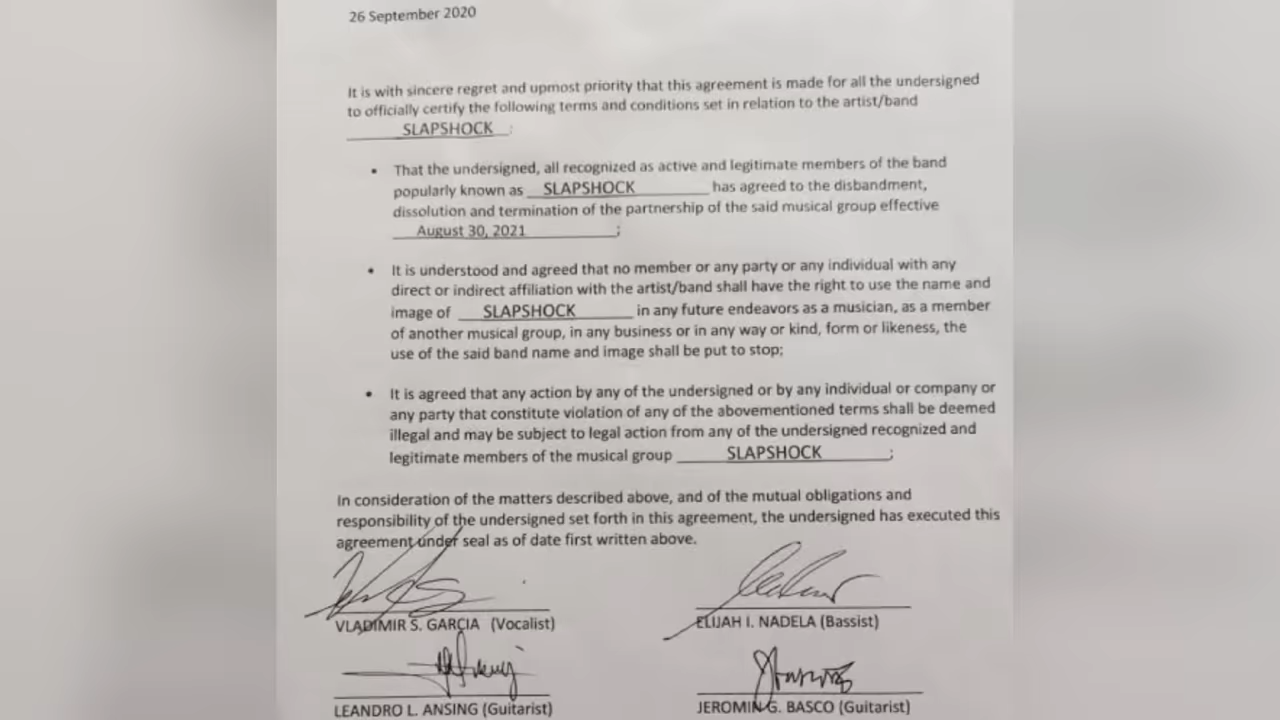 26 September 2020
It is with sincere regret and upmost priority that this agreement is made for all the undersigned
to officially certify the following terms and conditions set in relation to the artist/band
SLAPSHOCK ;
• That the undersigned, all recognized as active and legitimate members of the band
popularly known as SLAPSHOCK has agreed to the disbandment,
dissolution and termination of the partnership of the said musical group effective
August 30, 2021 ;
• It is understood and agreed that no member or any party or any individual with any
direct or indirect affiliation with the artist/band shall have the right to use the name and
image of SLAPSHOCK in any future endeavors as a musician, as a member
of another musical group, in any business or in any way or kind, form or likeness, the
use of the said band name and image shall be put to stop;
• It is agreed that any action by any of the undersigned or by any individual or company or
any party that constitute violation of any of the abovementioned terms shall be deemed
illegal and may be subject to legal action from any of the undersigned recognized and
legitimate members of the musical group SLAPSHOCK ;
In consideration of the matters described above, and of the mutual obligations and
responsibility of the undersigned set forth in this agreement, the undersigned has executed this
agreement under seal as of date first written above.
VLADIMIR S. GARCIA (Vocalist)
ELIJAH I. NADELA (Bassist)
LEANDRO L. ANSING (Guitarist)
JEROMIN G. BASCO (Guitarist)